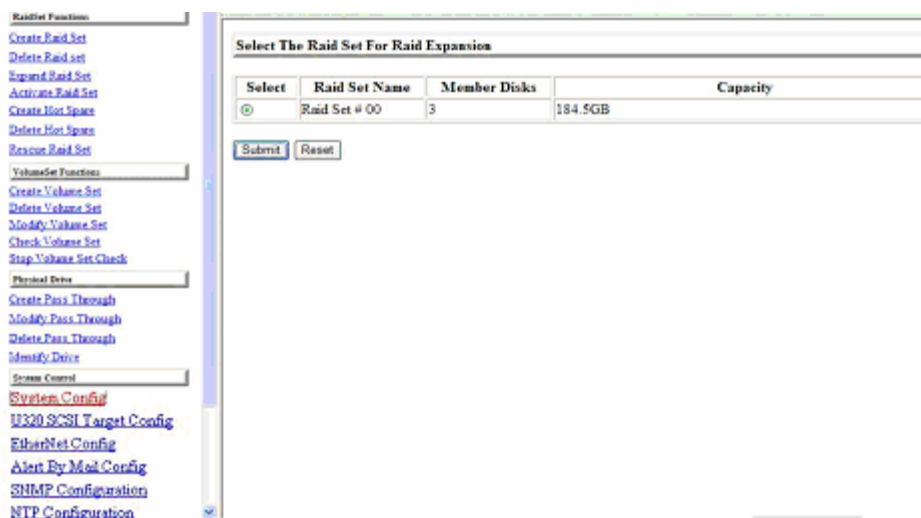 RaidSet Functions
Create Raid Set
Delete Raid set
Expand Raid Set
Activate Raid Set
Create Hot Spare
Delete Hot Spare
Rescue Raid Set
VolumeSet Functions
Create Volume Set
Delete Volume Set
Modify Volume Set
Check Volume Set
Stop Volume Set Check
Physical Drive
Create Pass Through
Modify Pass Through
Delete Pass Through
Identify Drive
System Control
System Config
U320 SCSI Target Config
EtherNet Config
Alert By Mail Config
SNMP Configuration
NTP Configuration
Select The Raid Set For Raid Expansion
Select Raid Set Name Member Disks Capacity
Raid Set # 00 3 184.5GB
Submit Reset